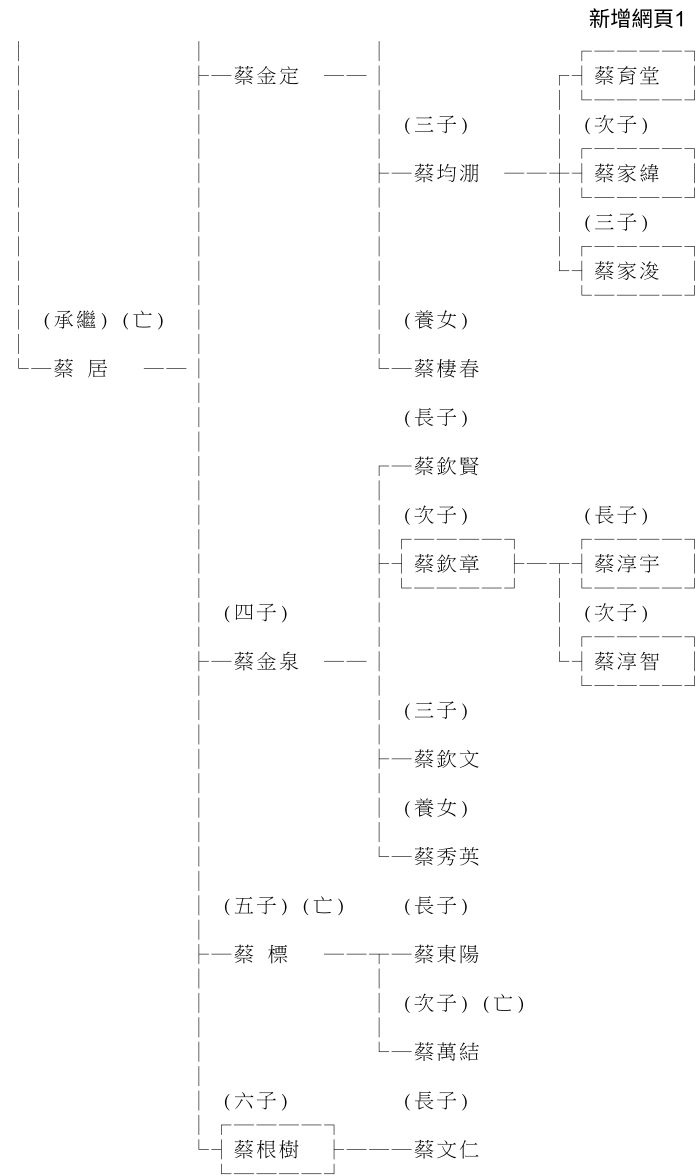 新增網頁1
蔡金定 蔡育堂
(三子) (次子)
蔡均淜 蔡家緯
(三子)
蔡家浚
(承繼) (亡) (養女)
蔡 居 蔡棲春
(長子)
蔡欽賢
(次子) (長子)
蔡欽章 蔡淳宇
(四子) (次子)
蔡金泉 蔡淳智
(三子)
蔡欽文
(養女)
蔡秀英
(五子) (亡) (長子)
蔡 標 蔡東陽
(次子) (亡)
蔡萬結
(六子) (長子)
蔡根樹 蔡文仁